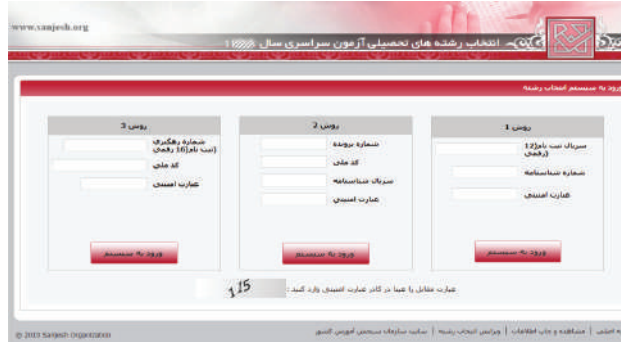 www.sanjesh.org
انتخاب رشته های تحصیلی آزمون سراسری سال
ورود به سیستم انتخاب رشته
روش 1
سریال ثبت نام(12 رقمی)
شماره شناسنامه
عبارت امنیتی
ورود به سیستم
روش 2
شماره پرونده
کد ملی
سریال شناسنامه
عبارت امنیتی
ورود به سیستم
روش 3
شماره رهگیری
(ثبت نام(16 رقمی
کد ملی
عبارت امنیتی
ورود به سیستم
عبارت مقابل را عینا در کادر عبارت امنیتی وارد کنید :
115
اصلی | مشاهده و چاپ اطلاعات | ویرایش انتخاب رشته | سایت سازمان سنجش آموزش کشور
© 2013 Sanjesh Organization